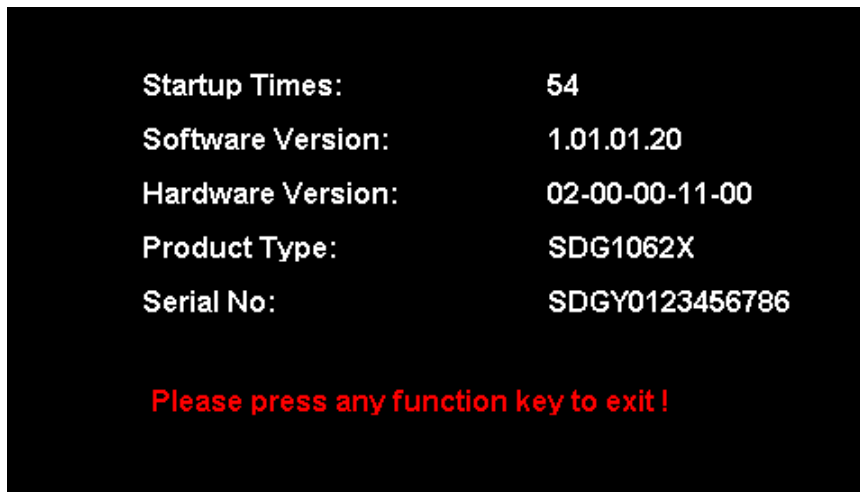 Startup Times: 54
Software Version: 1.01.01.20
Hardware Version: 02-00-00-11-00
Product Type: SDG1062X
Serial No: SDGY0123456786
Please press any function key to exit !